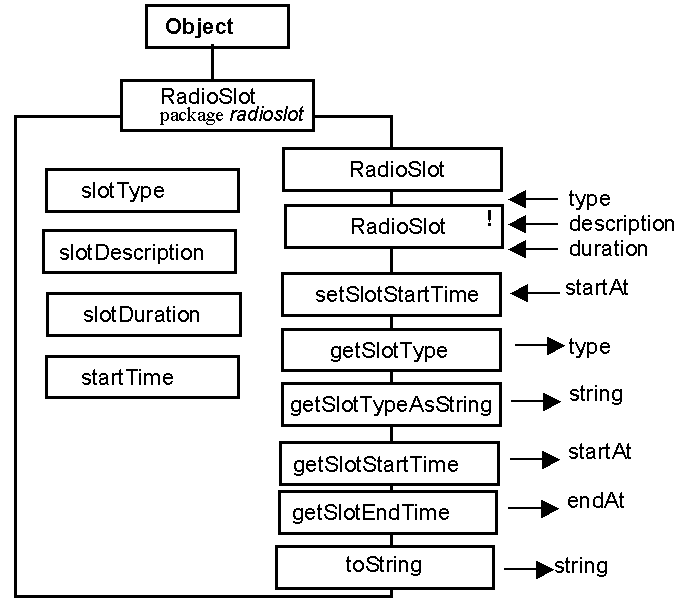 Object
RadioSlot
package radioslot
slotType
slotDescription
slotDuration
startTime
RadioSlot
RadioSlot !
type
description
duration
setSlotStartTime
startAt
getSlotType
type
getSlotTypeAsString
string
getSlotStartTime
startAt
getSlotEndTime
endAt
toString
string